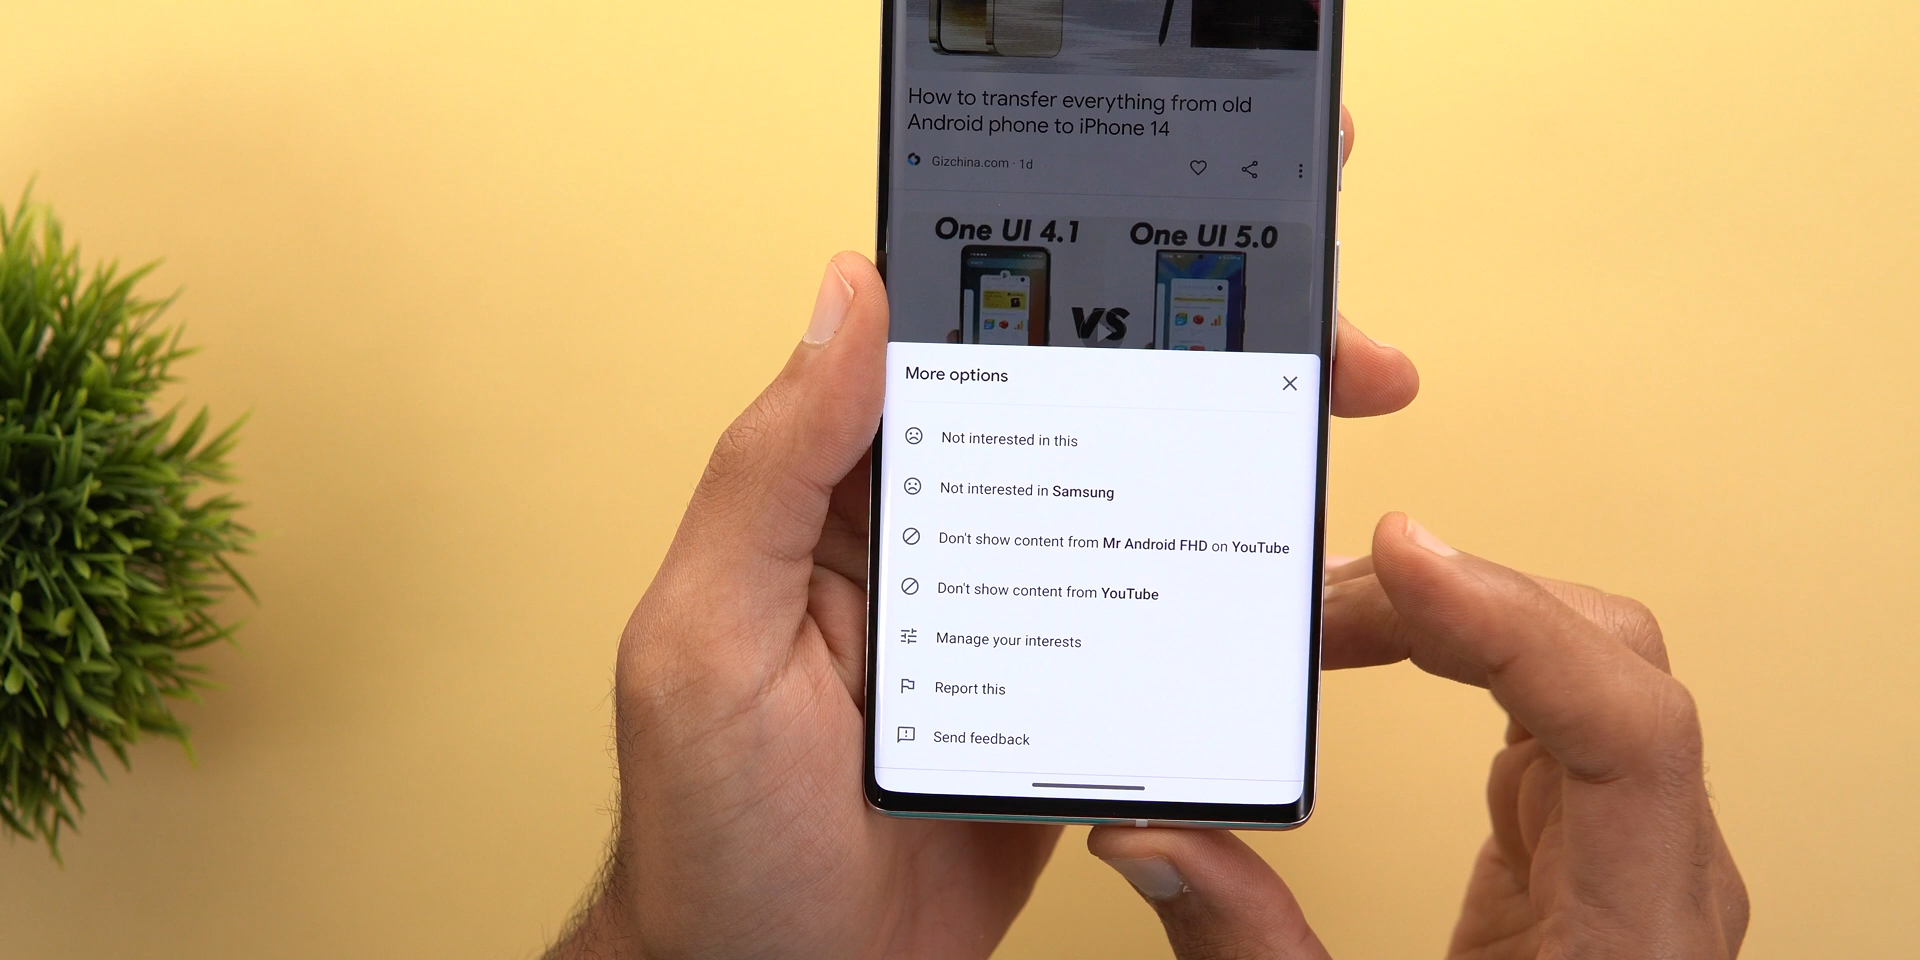 How to transfer everything from old
Android phone to iPhone 14
Gizchina.com · 1d
One UI 4.1
One UI 5.0
VS
More options
Not interested in this
Not interested in Samsung
Don't show content from Mr Android FHD on YouTube
Don't show content from YouTube
Manage your interests
Report this
Send feedback